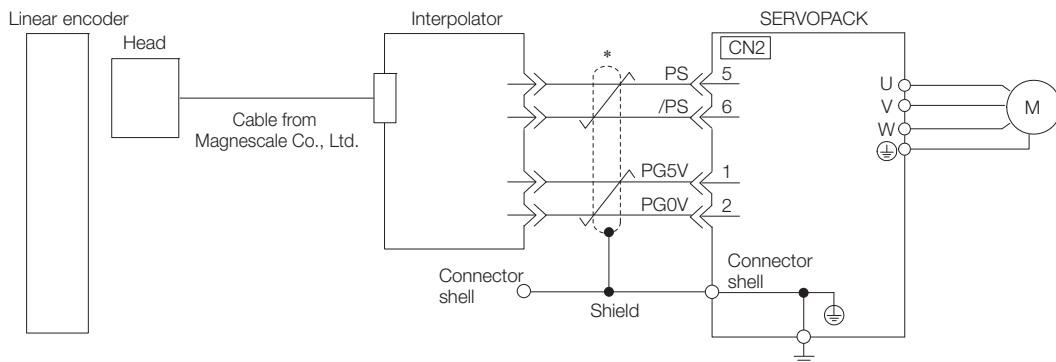 Linear encoder
Head
Cable from
Magnescale Co., Ltd.
Interpolator
*
SERVOPACK
CN2
PS 5
/PS 6
PG5V 1
PG0V 2
Connector
shell
Shield
Connector
shell
U
V
W
M